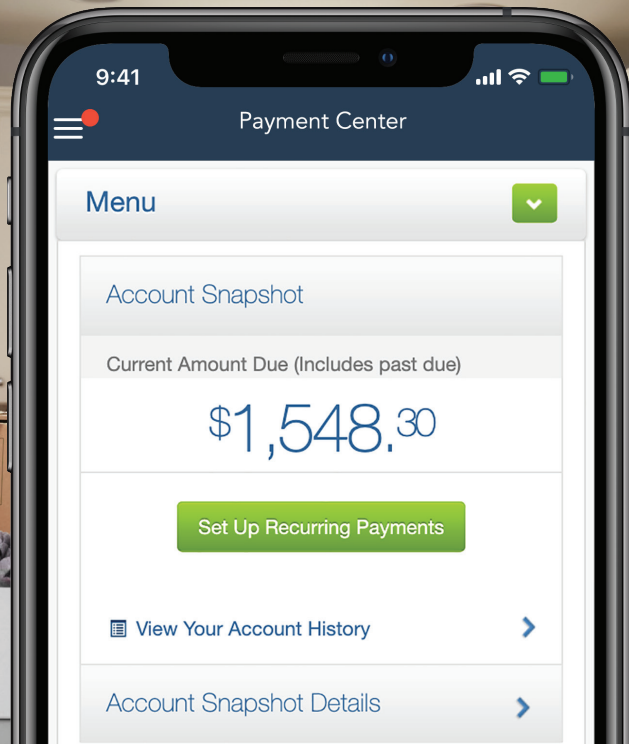 9:41
Payment Center
Menu
Account Snapshot
Current Amount Due (Includes past due)
$1,548.30
Set Up Recurring Payments
View Your Account History
Account Snapshot Details